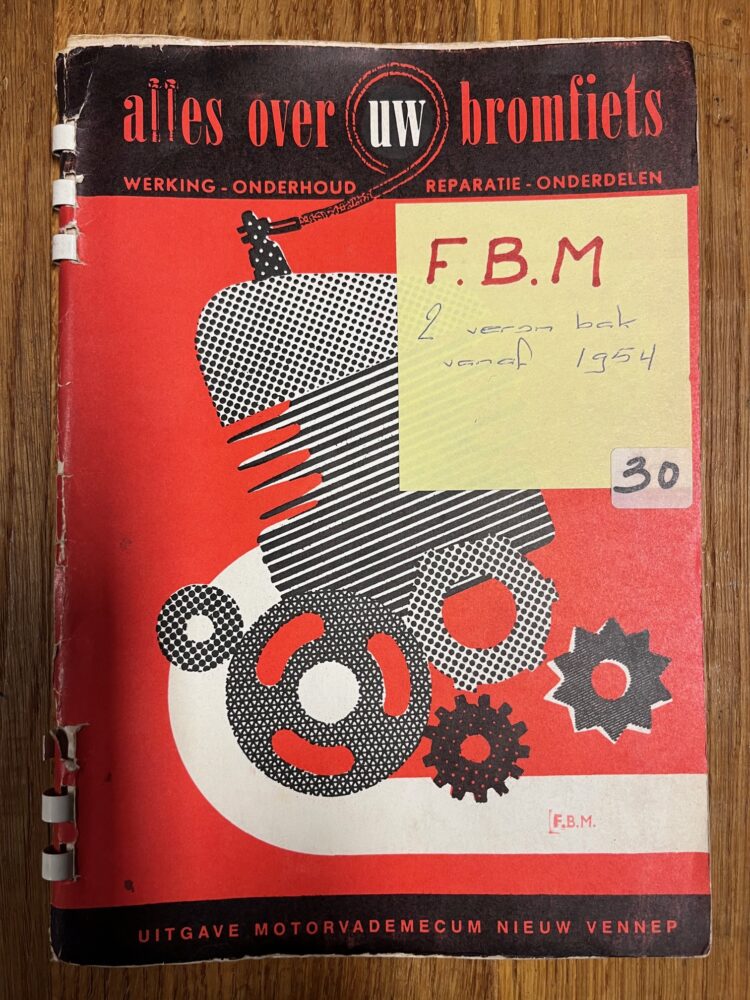 alles over uw bromfiets
WERKING - ONDERHOUD REPARATIE - ONDERDELEN
F.B.M
2 versn bak
vanaf 1954
30
F.B.M.
UITGAVE MOTORVADEMECUM NIEUW VENNEP